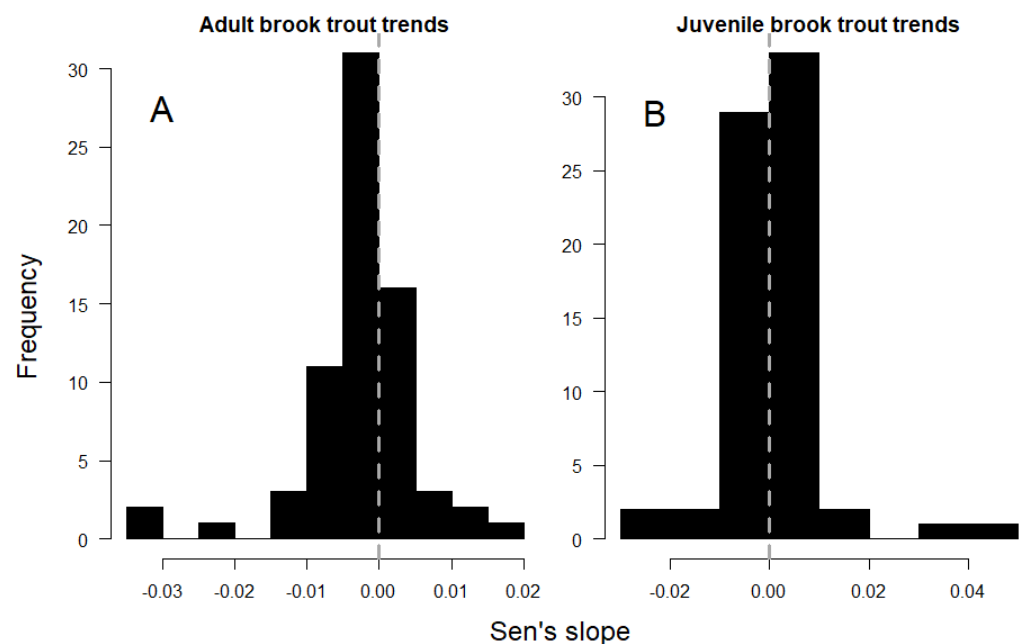 Adult brook trout trends
Juvenile brook trout trends
A
B
Frequency
30
25
20
15
10
5
0
30
25
20
15
10
5
0
-0.03 -0.02 -0.01 0.00 0.01 0.02
-0.02 0.00 0.02 0.04
Sen's slope